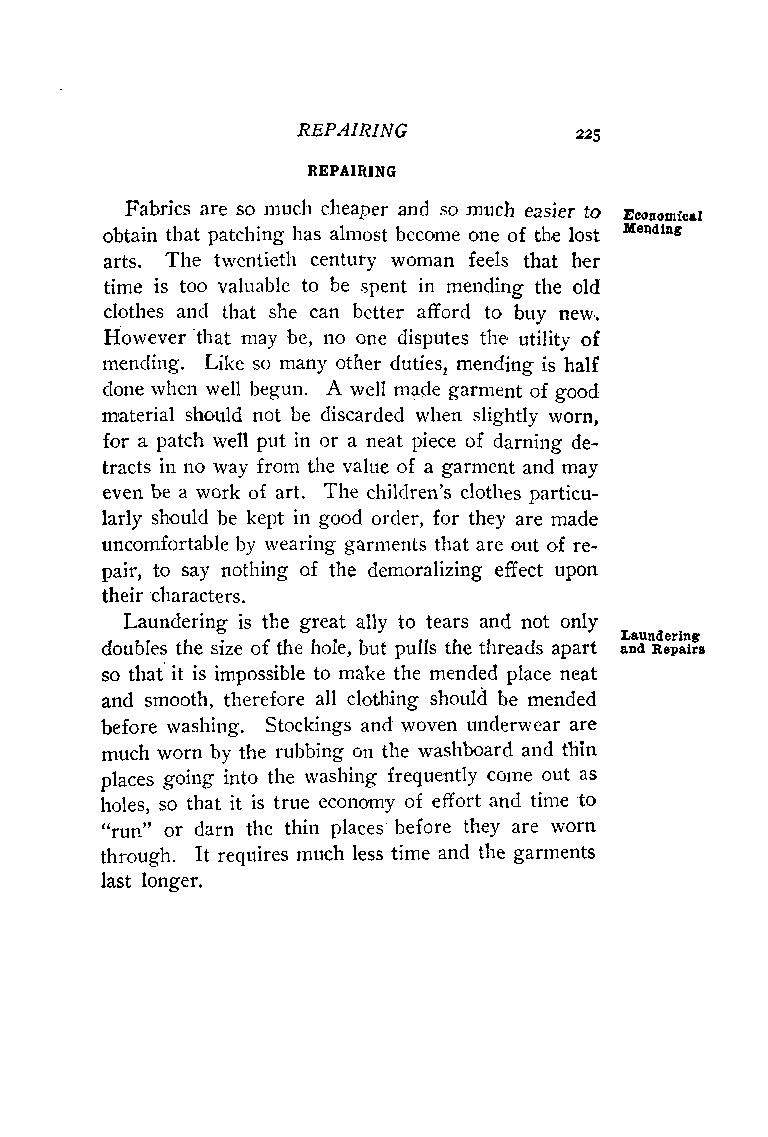 REPAIRING 225
REPAIRING
Fabrics are so much cheaper and so much easier to
obtain that patching has almost become one of the lost
arts. The twentieth century woman feels that her
time is too valuable to be spent in mending the old
clothes and that she can better afford to buy new.
However that may be, no one disputes the utility of
mending. Like so many other duties, mending is half
done when well begun. A well made garment of good
material should not be discarded when slightly worn,
for a patch well put in or a neat piece of darning de-
tracts in no way from the value of a garment and may
even be a work of art. The children's clothes particu-
larly should be kept in good order, for they are made
uncomfortable by wearing garments that are out of re-
pair, to say nothing of the demoralizing effect upon
their characters.
Economical
Mending
Laundering is the great ally to tears and not only
doubles the size of the hole, but pulls the threads apart
so that it is impossible to make the mended place neat
and smooth, therefore all clothing should be mended
before washing. Stockings and woven underwear are
much worn by the rubbing on the washboard and thin
places going into the washing frequently come out as
holes, so that it is true economy of effort and time to
"run" or darn the thin places before they are worn
through. It requires much less time and the garments
last longer.
Laundering
and Repairs